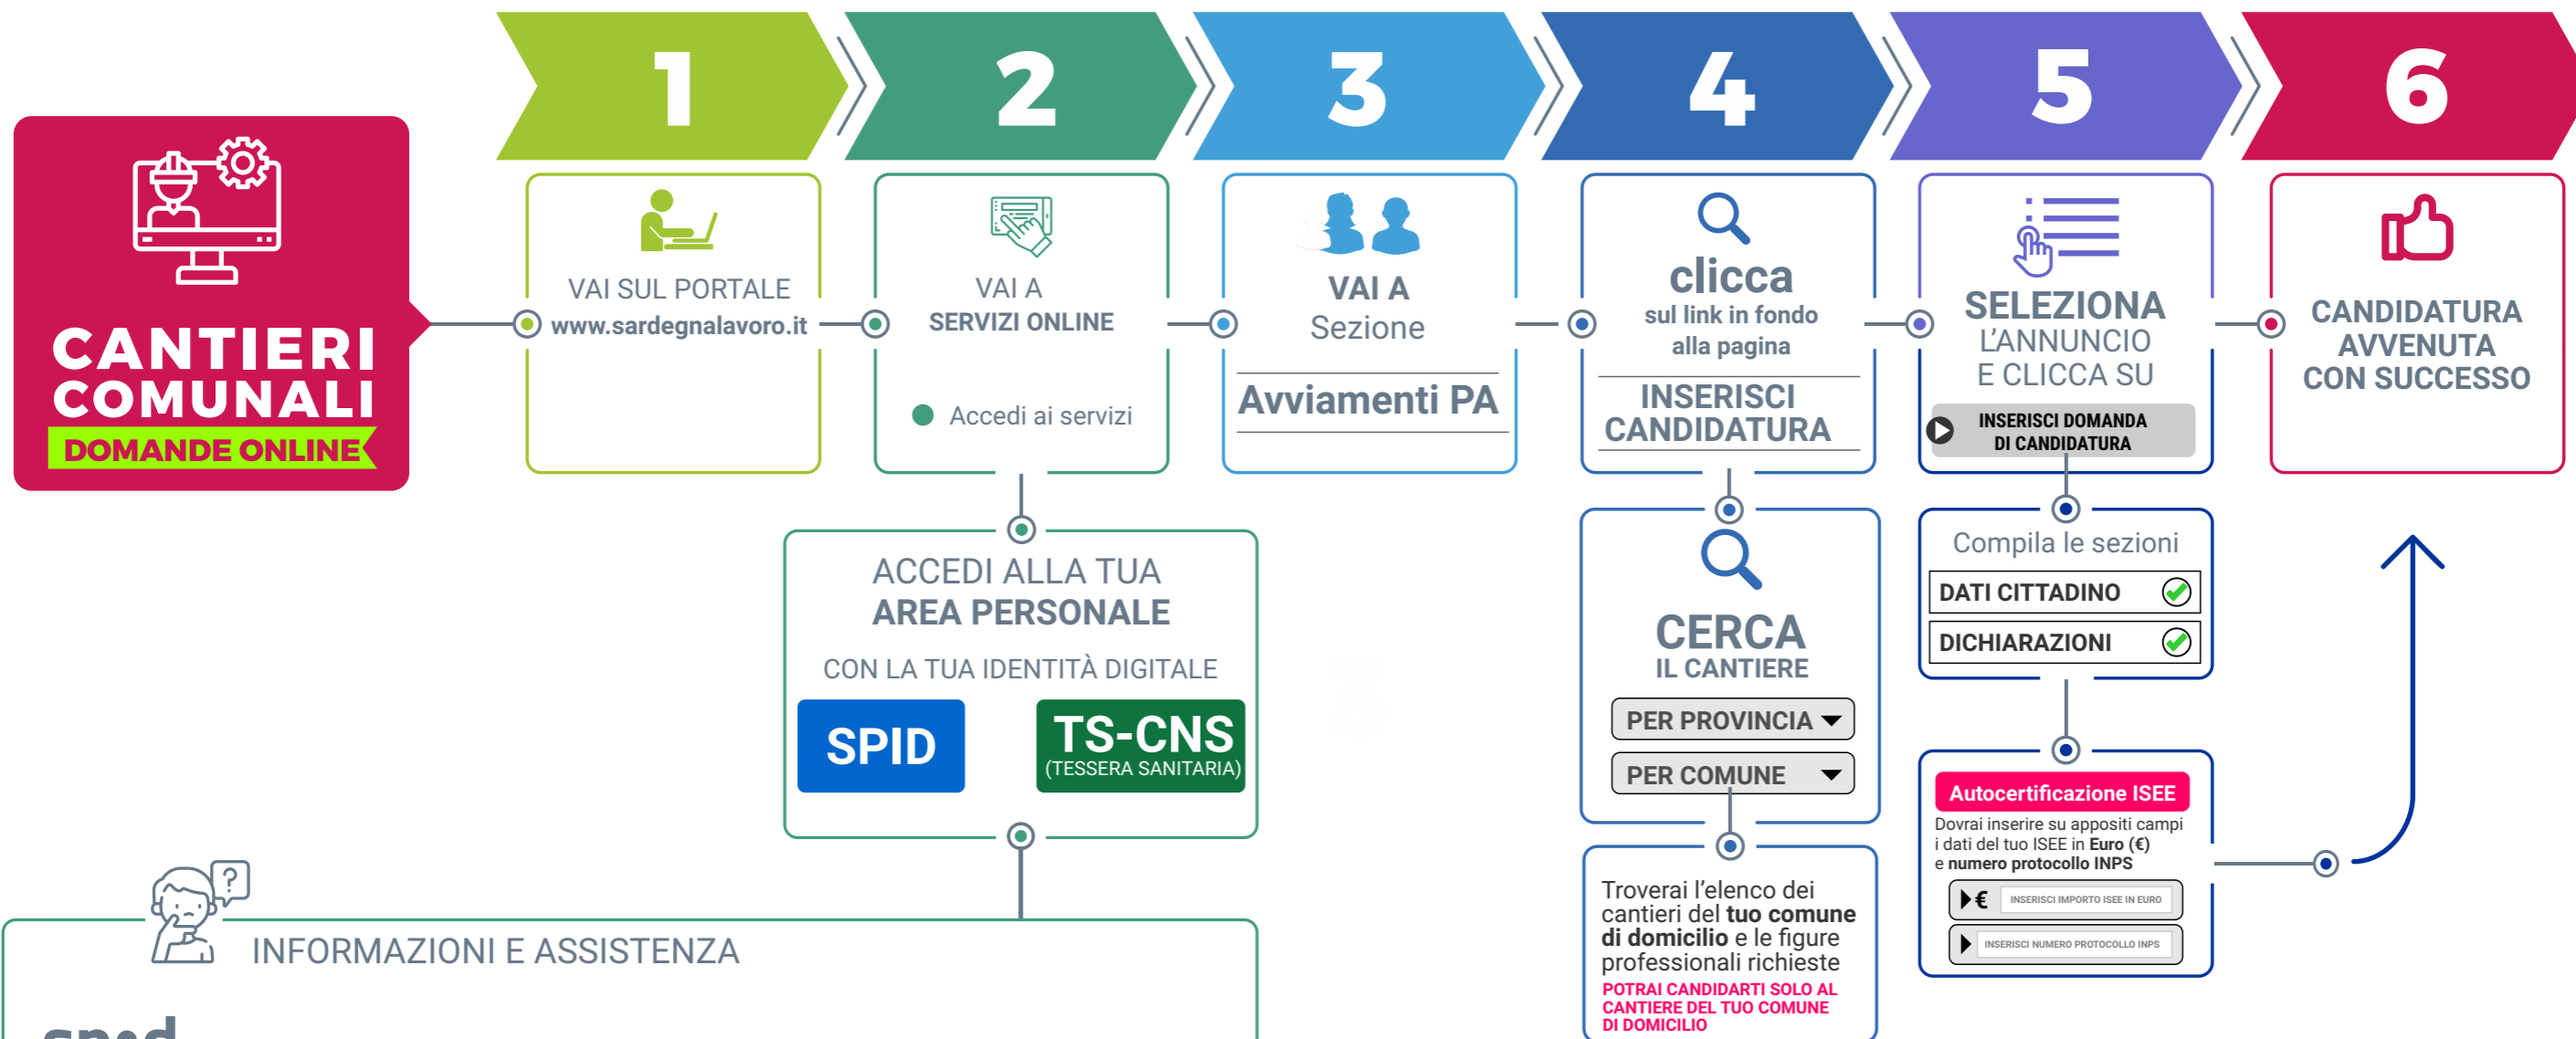 1
2
3
4
5
6
CANTIERI
COMUNALI
DOMANDE ONLINE
VAI SUL PORTALE
www.sardegnalavoro.it
VAI A
SERVIZI ONLINE
Accedi ai servizi
ACCEDI ALLA TUA
AREA PERSONALE
CON LA TUA IDENTITÀ DIGITALE
SPID
TS-CNS
(TESSERA SANITARIA)
VAI A
Sezione
Avviamenti PA
clicca
sul link in fondo
alla pagina
INSERISCI
CANDIDATURA
CERCA
IL CANTIERE
PER PROVINCIA
PER COMUNE
Troverai l'elenco dei
cantieri del tuo comune
di domicilio e le figure
professionali richieste
POTRAI CANDIDARTI SOLO AL
CANTIERE DEL TUO COMUNE
DI DOMICILIO
SELEZIONA
L'ANNUNCIO
E CLICCA SU
INSERISCI DOMANDA
DI CANDIDATURA
Compila le sezioni
DATI CITTADINO
DICHIARAZIONI
Autocertificazione ISEE
Dovrai inserire su appositi campi
i dati del tuo ISEE in Euro (€)
e numero protocollo INPS
€ INSERISCI IMPORTO ISEE IN EURO
INSERISCI NUMERO PROTOCOLLO INPS
CANDIDATURA
AVVENUTA
CON SUCCESSO
?
INFORMAZIONI E ASSISTENZA
spid